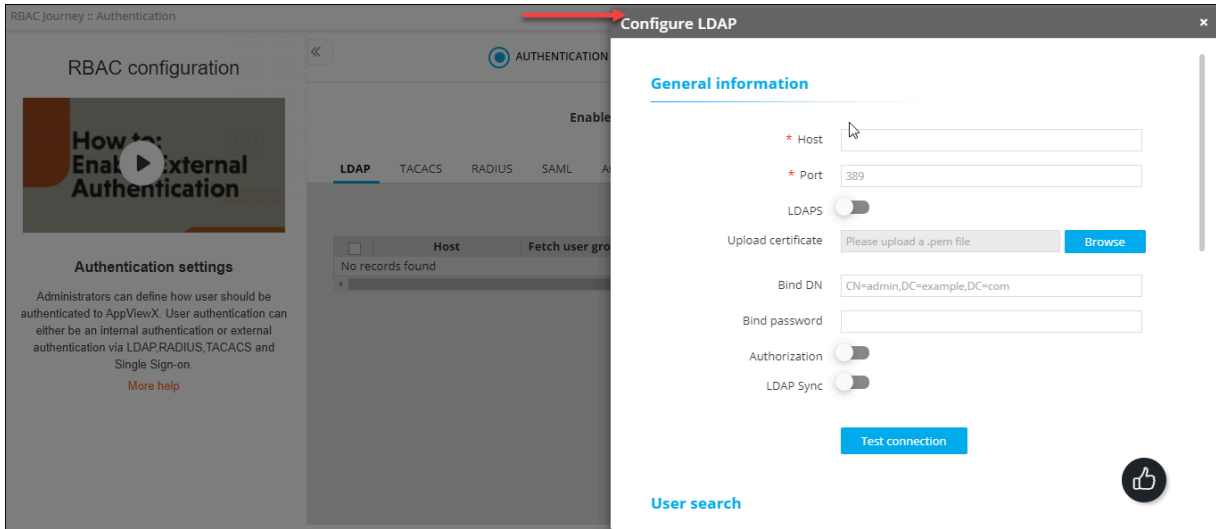 RBAC Journey :: Authentication
RBAC configuration
How to:
Enable External
Authentication
Authentication settings
Administrators can define how user should be
authenticated to AppViewX. User authentication can
either be an internal authentication or external
authentication via LDAP,RADIUS,TACACS and
Single Sign-on.
More help
AUTHENTICATION
Enable
LDAP TACACS RADIUS SAML
Host Fetch user gro
No records found
Configure LDAP ×
General information
* Host
* Port 389
LDAPS
Upload certificate Please upload a .pem file Browse
Bind DN CN=admin,DC=example,DC=com
Bind password
Authorization
LDAP Sync
Test connection
User search